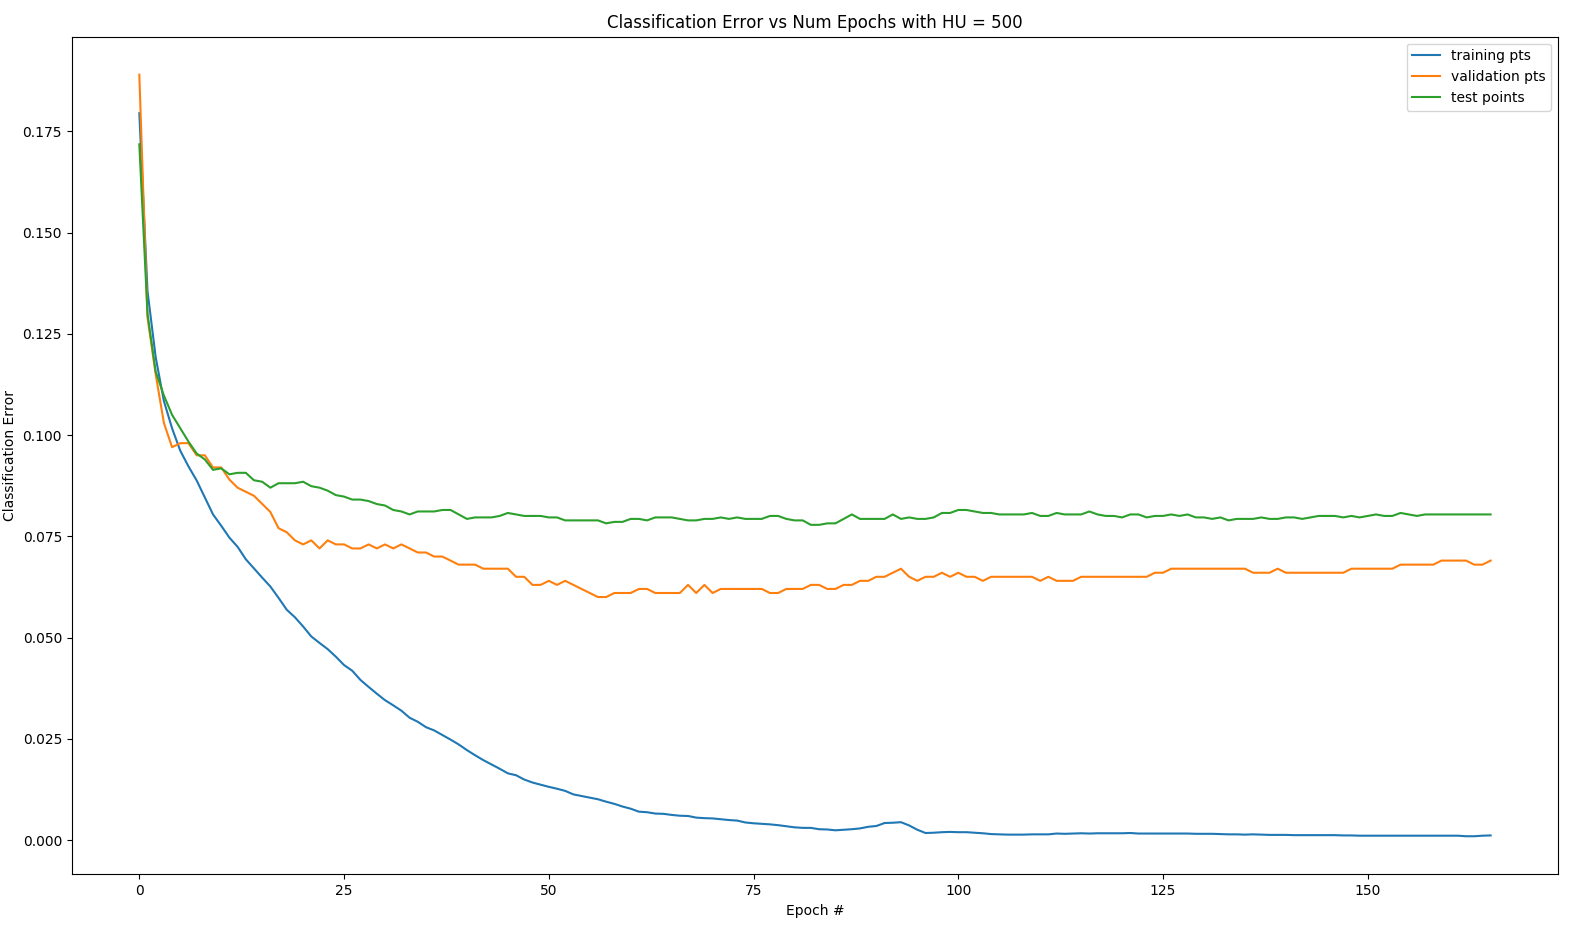 Classification Error vs Num Epochs with HU = 500
training pts
validation pts
test points
0.175
0.150
0.125
0.100
0.075
0.050
0.025
0.000
Classification Error
0 25 50 75 100 125 150
Epoch #